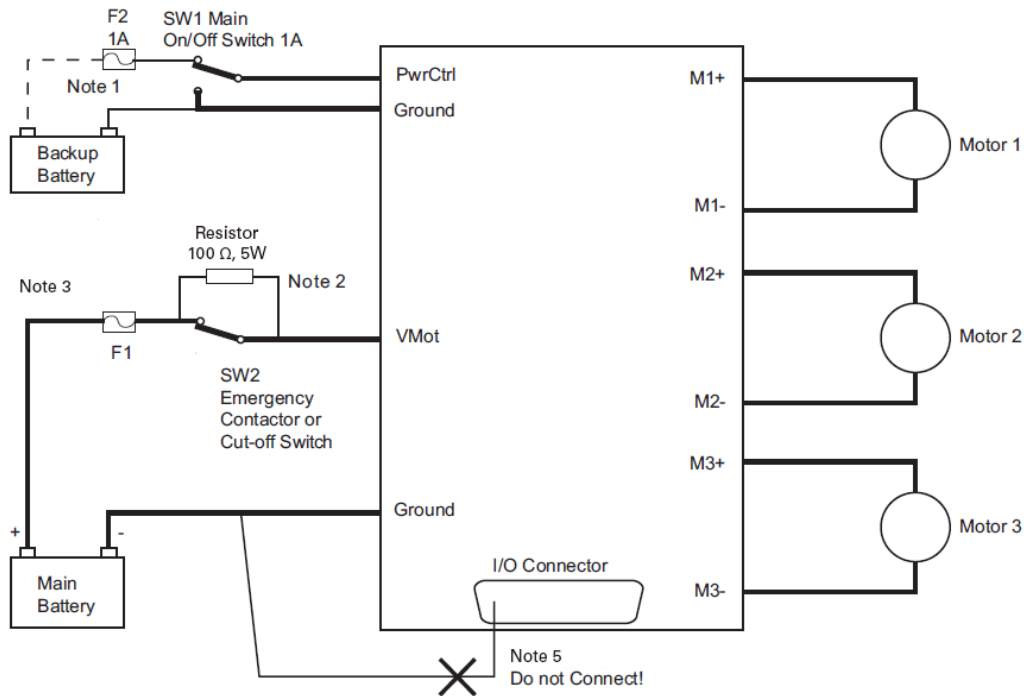 F2
1A
SW1 Main
On/Off Switch 1A
Note 1
Backup
Battery
PwrCtrl
Ground
M1+
Motor 1
M1-
Resistor
100 Ω, 5W
Note 2
Note 3
F1
VMot
SW2
Emergency
Contactor or
Cut-off Switch
M2+
Motor 2
M2-
M3+
Motor 3
M3-
Ground
+
-
Main
Battery
I/O Connector
Note 5
Do not Connect!